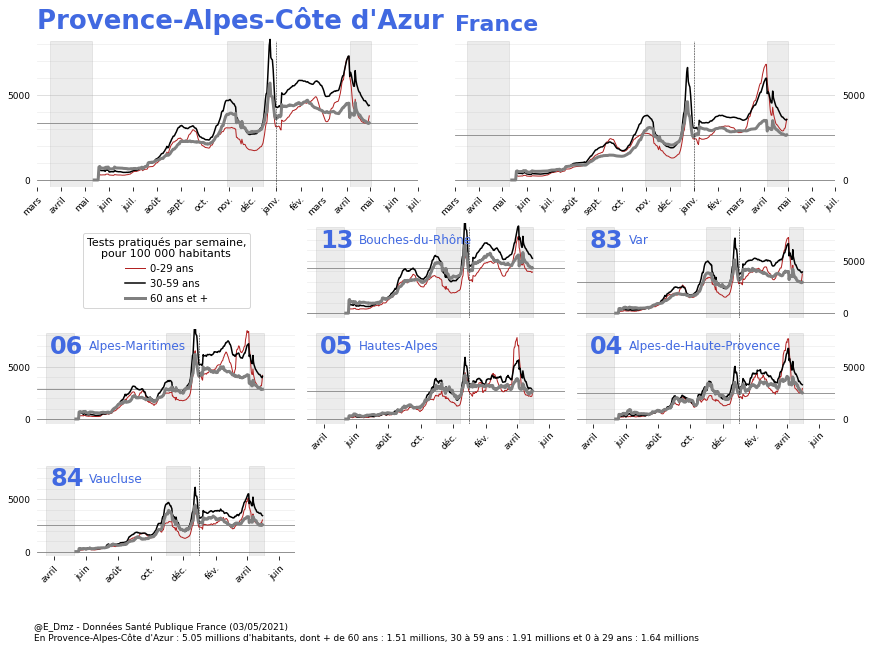 Provence-Alpes-Côte d'Azur
France
5000
0
mars avril mai juin juil. août sept. oct. nov. déc. janv. fév. mars avril mai juin juil.
5000
0
mars avril mai juin juil. août sept. oct. nov. déc. janv. fév. mars avril mai juin juil.
Tests pratiqués par semaine,
pour 100 000 habitants
0-29 ans
30-59 ans
60 ans et +
13 Bouches-du-Rhône
83 Var
5000
0
06 Alpes-Maritimes
5000
0
05 Hautes-Alpes
avril juin août oct. déc. fév. avril juin
04 Alpes-de-Haute-Provence
5000
0
avril juin août oct. déc. fév. avril juin
84 Vaucluse
5000
0
avril juin août oct. déc. fév. avril juin
@E_Dmz - Données Santé Publique France (03/05/2021)
En Provence-Alpes-Côte d'Azur : 5.05 millions d'habitants, dont + de 60 ans : 1.51 millions, 30 à 59 ans : 1.91 millions et 0 à 29 ans : 1.64 millions